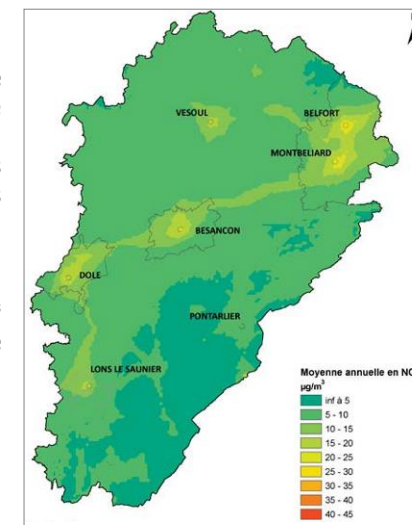 VESOUL
BELFORT
MONTBELIARD
BESANCON
DOLE
PONTARLIER
LONS LE SAUNIER
Moyenne annuelle en NO
µg/m³
inf à 5
5 - 10
10 - 15
15 - 20
20 - 25
25 - 30
30 - 35
35 - 40
40 - 45